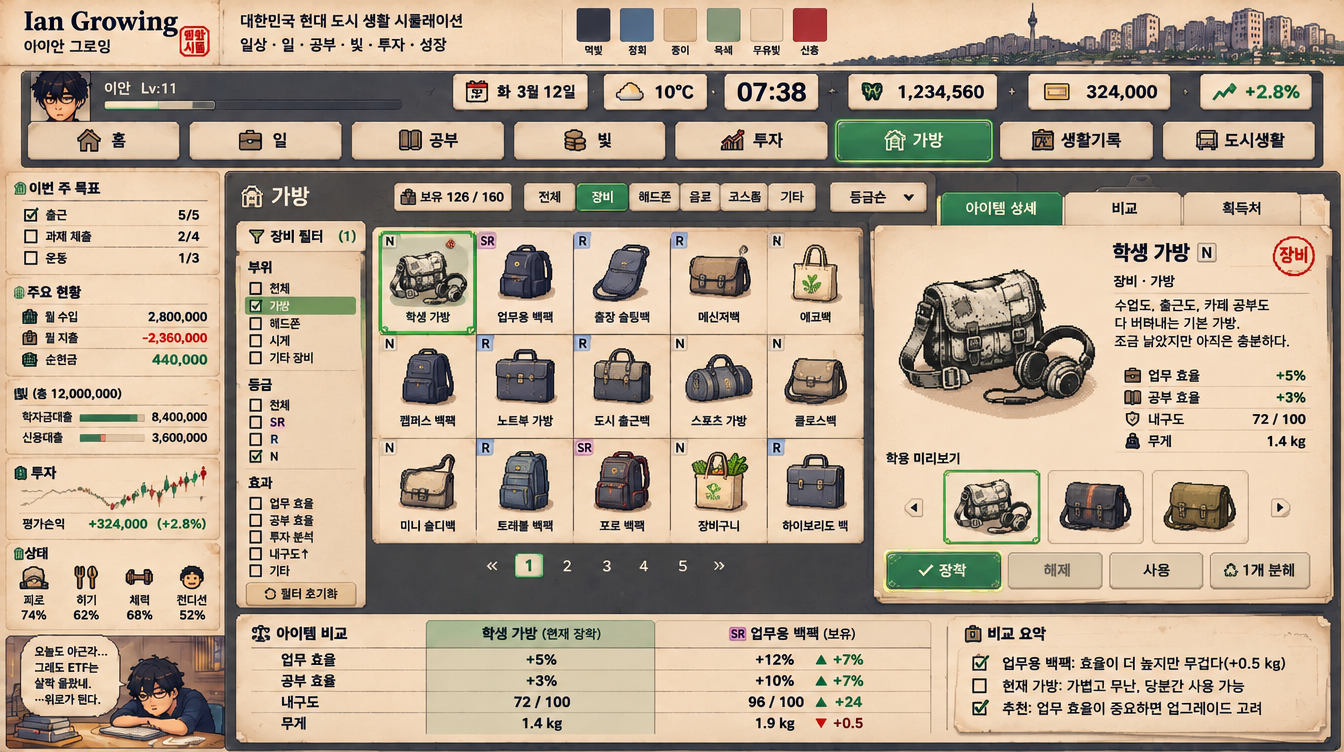 Ian Growing
아이안 그로잉
대한민국 현대 도시 생활 시뮬레이션
일상 · 일 · 공부 · 빚 · 투자 · 성장
먹빛
청회
종이
옥쇄
우유빛
신홍
이안 Lv:11
화 3월 12일
10°C
07:38
1,234,560
324,000
+2.8%
홈
일
공부
빚
투자
가방
생활기록
도시생활
이번 주 목표
출근 5/5
과제 체출 2/4
운동 1/3
주요 현황
월 수입 2,800,000
월 지출 -2,360,000
순현금 440,000
(총 12,000,000)
학자금대출 8,400,000
신용대출 3,600,000
투자
평가손익 +324,000 (+2.8%)
상태
피로 허기 체력 컨디션
74% 62% 68% 52%
그래도 ETF는
살짝 올랐네.
…위로가 된다.
가방
보유 126 / 160
전체
장비
해드폰
음료
기타
등급순
장비 필터 (1)
부위
천체
가방
해드폰
시계
기타 장비
등급
전체
SR
R
N
효과
업무 효율
공부 효율
투자 분석
내구도↑
기타
필터 초기햐
N
학생 가방
SR
업무용 백팩
R
출장 슬링백
R
메신저백
N
에코백
N
캠퍼스 백팩
R
노트북 가방
R
도시 출근백
N
스포츠 가방
N
클로스백
N
미니 숄디백
R
토래블 백팩
SR
포로 백팩
N
장비구니
R
하이보리도 백
« 1 2 3 4 5 »
아이템 상세
비교
획득처
학생 가방 N
장비
장비 · 가방
수업도, 출근도, 카페 공부도
다 버텨내는 기본 가방.
조금 낡았지만 아직은 충분하다.
업무 효율 +5%
공부 효율 +3%
내구도 72 / 100
무게 1.4 kg
학용 미리보기
장착
해제
사용
1개 분헤
아이템 비교
학생 가방 (현재 장착)
SR 업무용 백팩 (보유)
업무 효율 +5% +12% ▲ +7%
공부 효율 +3% +10% ▲ +7%
내구도 72 / 100 96 / 100 ▲ +24
무게 1.4 kg 1.9 kg ▼ +0.5
비교 요약
업무용 백팩: 효율이 더 높지만 무겁다(+0.5 kg)
현재 가방: 가볍고 무난, 당분간 사용 가능
추천: 업무 효율이 중요하면 업그레이드 고려